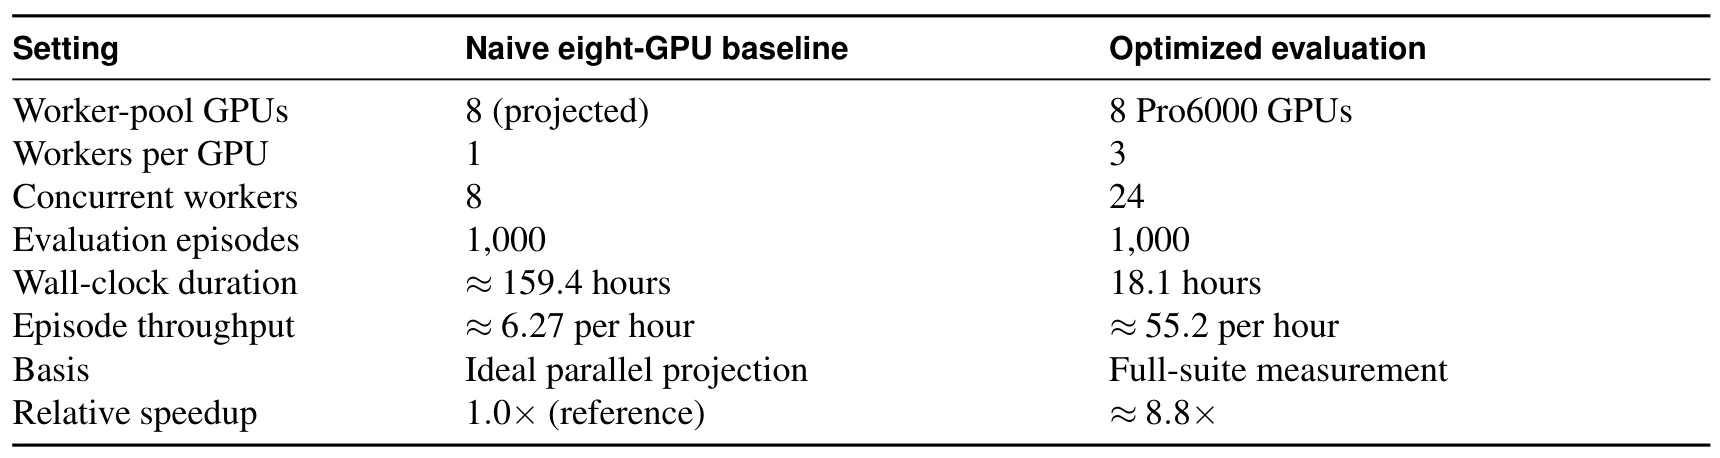 Setting Naive eight-GPU baseline Optimized evaluation
Worker-pool GPUs 8 (projected) 8 Pro6000 GPUs
Workers per GPU 1 3
Concurrent workers 8 24
Evaluation episodes 1,000 1,000
Wall-clock duration ≈ 159.4 hours 18.1 hours
Episode throughput ≈ 6.27 per hour ≈ 55.2 per hour
Basis Ideal parallel projection Full-suite measurement
Relative speedup 1.0× (reference) ≈ 8.8×